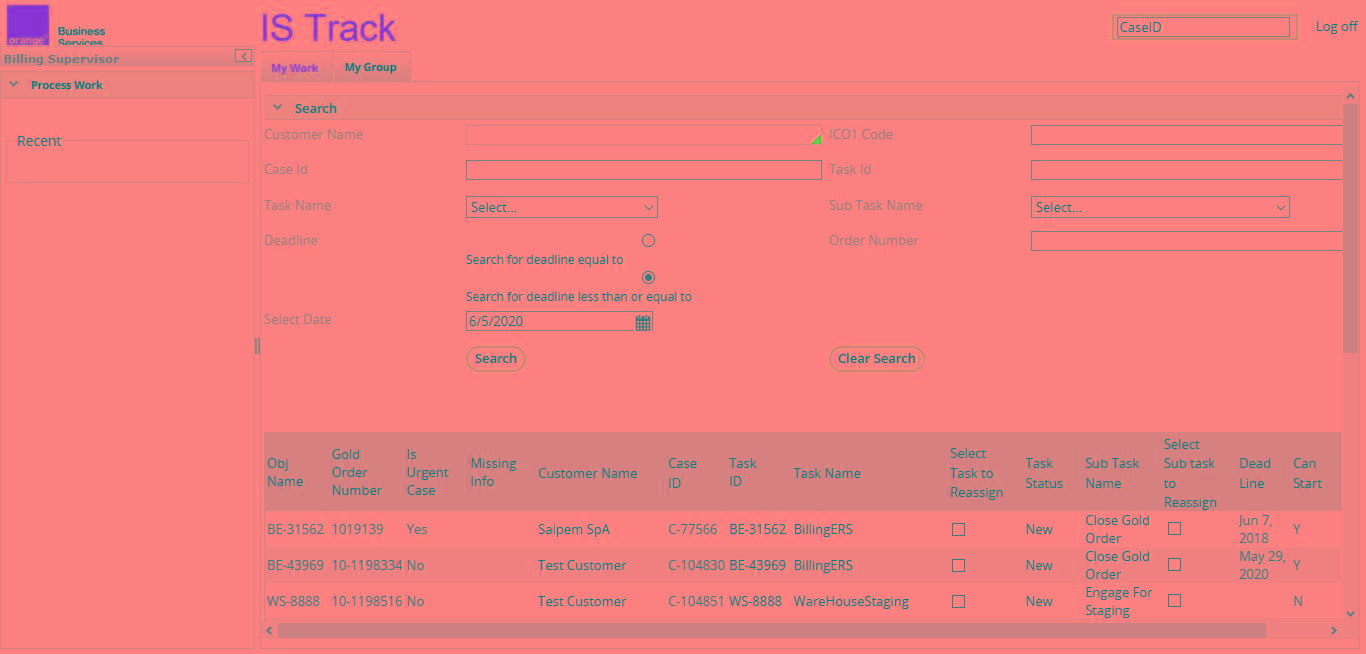 orange™
Business
Services
IS Track
CaseID
Log off
Billing Supervisor
My Work
My Group
Process Work
Recent
Search
Customer Name
ICO1 Code
Case Id
Task Id
Task Name
Select...
Sub Task Name
Select...
Deadline
Order Number
Search for deadline equal to
Search for deadline less than or equal to
Select Date
6/5/2020
Search
Clear Search
Obj Name
Gold Order Number
Is Urgent Case
Missing Info
Customer Name
Case ID
Task ID
Task Name
Select Task to Reassign
Task Status
Sub Task Name
Select Sub task to Reassign
Dead Line
Can Start
BE-31562 1019139 Yes Saipem SpA C-77566 BE-31562 BillingERS New Close Gold Order Jun 7, 2018 Y
BE-43969 10-1198334 No Test Customer C-104830 BE-43969 BillingERS New Close Gold Order May 29, 2020 Y
WS-8888 10-1198516 No Test Customer C-104851 WS-8888 WareHouseStaging New Engage For Staging N